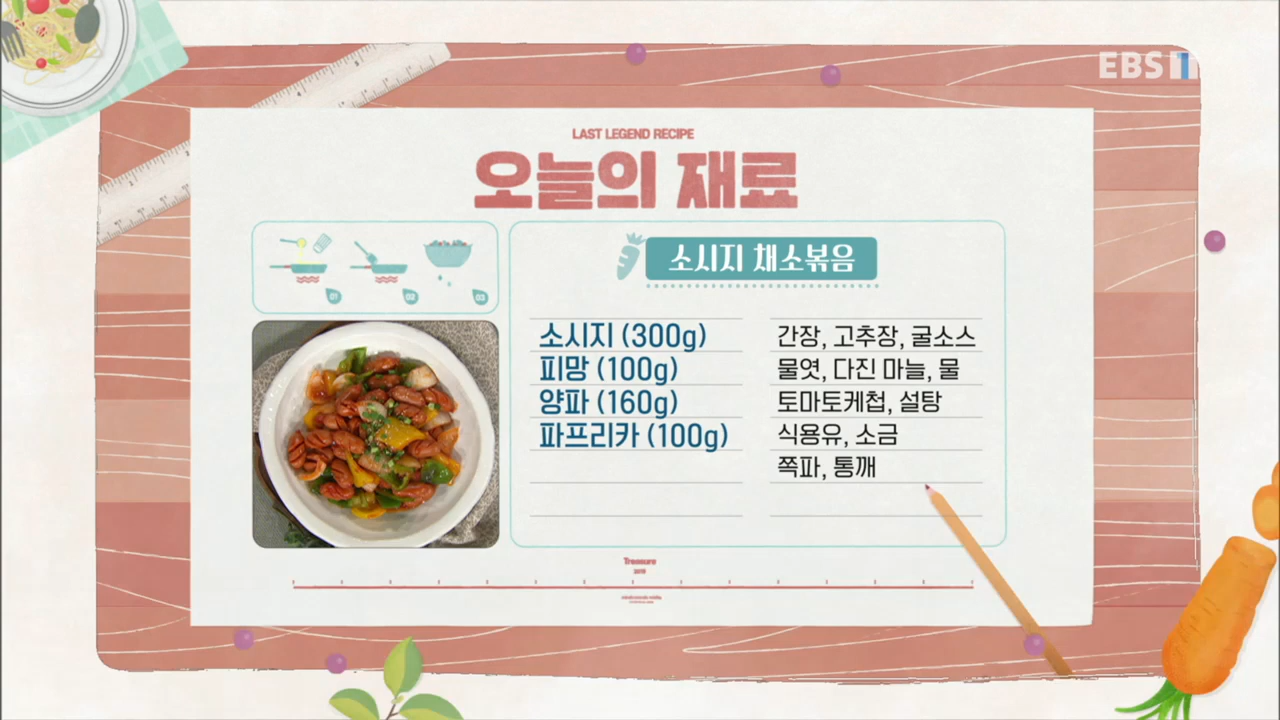 EBS 1
LAST LEGEND RECIPE
오늘의 재료
01
02
03
소시지 채소볶음
소시지 (300g)
피망 (100g)
양파 (160g)
파프리카 (100g)
간장, 고추장, 굴소스
물엿, 다진 마늘, 물
토마토케첩, 설탕
식용유, 소금
쪽파, 통깨
Treasure